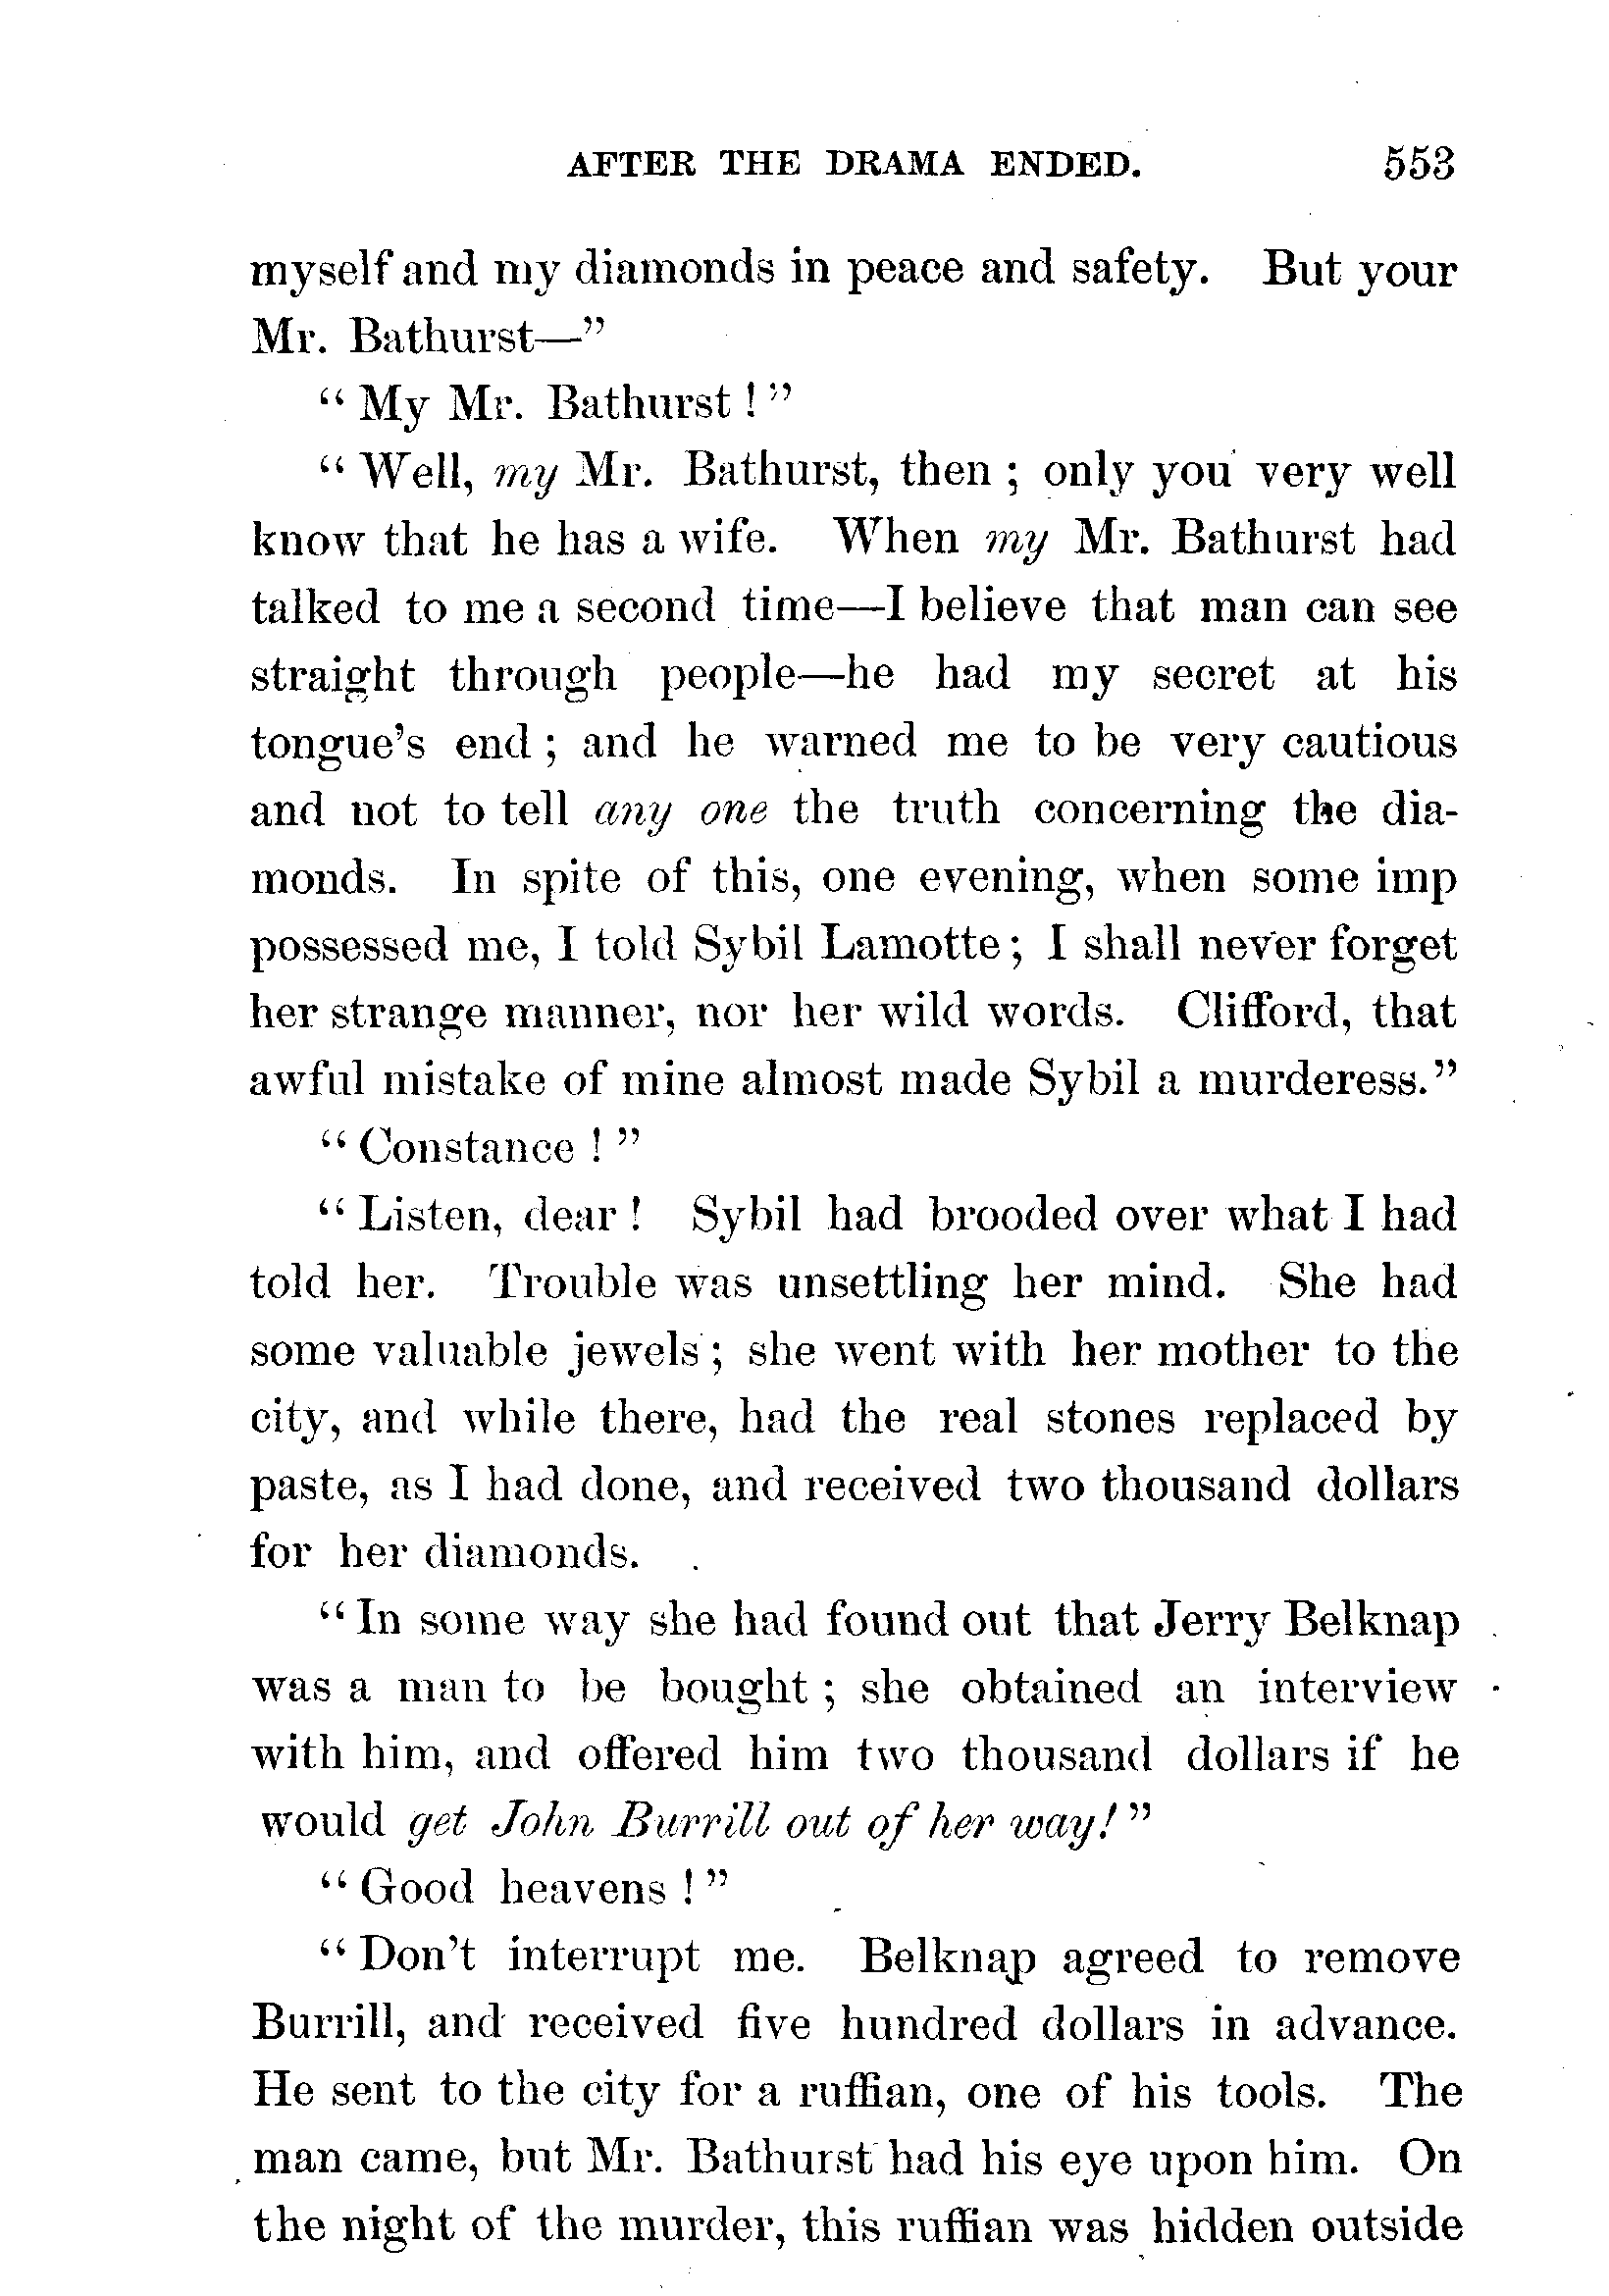 AFTER THE DRAMA ENDED. 553
myself and my diamonds in peace and safety. But your
Mr. Bathurst—”
“ My Mr. Bathurst ! ”
“ Well, my Mr. Bathurst, then ; only you very well
know that he has a wife. When my Mr. Bathurst had
talked to me a second time—I believe that man can see
straight through people—he had my secret at his
tongue’s end ; and he warned me to be very cautious
and not to tell any one the truth concerning the dia-
monds. In spite of this, one evening, when some imp
possessed me, I told Sybil Lamotte ; I shall never forget
her strange manner, nor her wild words. Clifford, that
awful mistake of mine almost made Sybil a murderess.”
“ Constance ! ”
“ Listen, dear ! Sybil had brooded over what I had
told her. Trouble was unsettling her mind. She had
some valuable jewels ; she went with her mother to the
city, and while there, had the real stones replaced by
paste, as I had done, and received two thousand dollars
for her diamonds.
“ In some way she had found out that Jerry Belknap
was a man to be bought ; she obtained an interview
with him, and offered him two thousand dollars if he
would get John Burrill out of her way! ”
“ Good heavens ! ”
“ Don’t interrupt me. Belknap agreed to remove
Burrill, and received five hundred dollars in advance.
He sent to the city for a ruffian, one of his tools. The
man came, but Mr. Bathurst had his eye upon him. On
the night of the murder, this ruffian was hidden outside